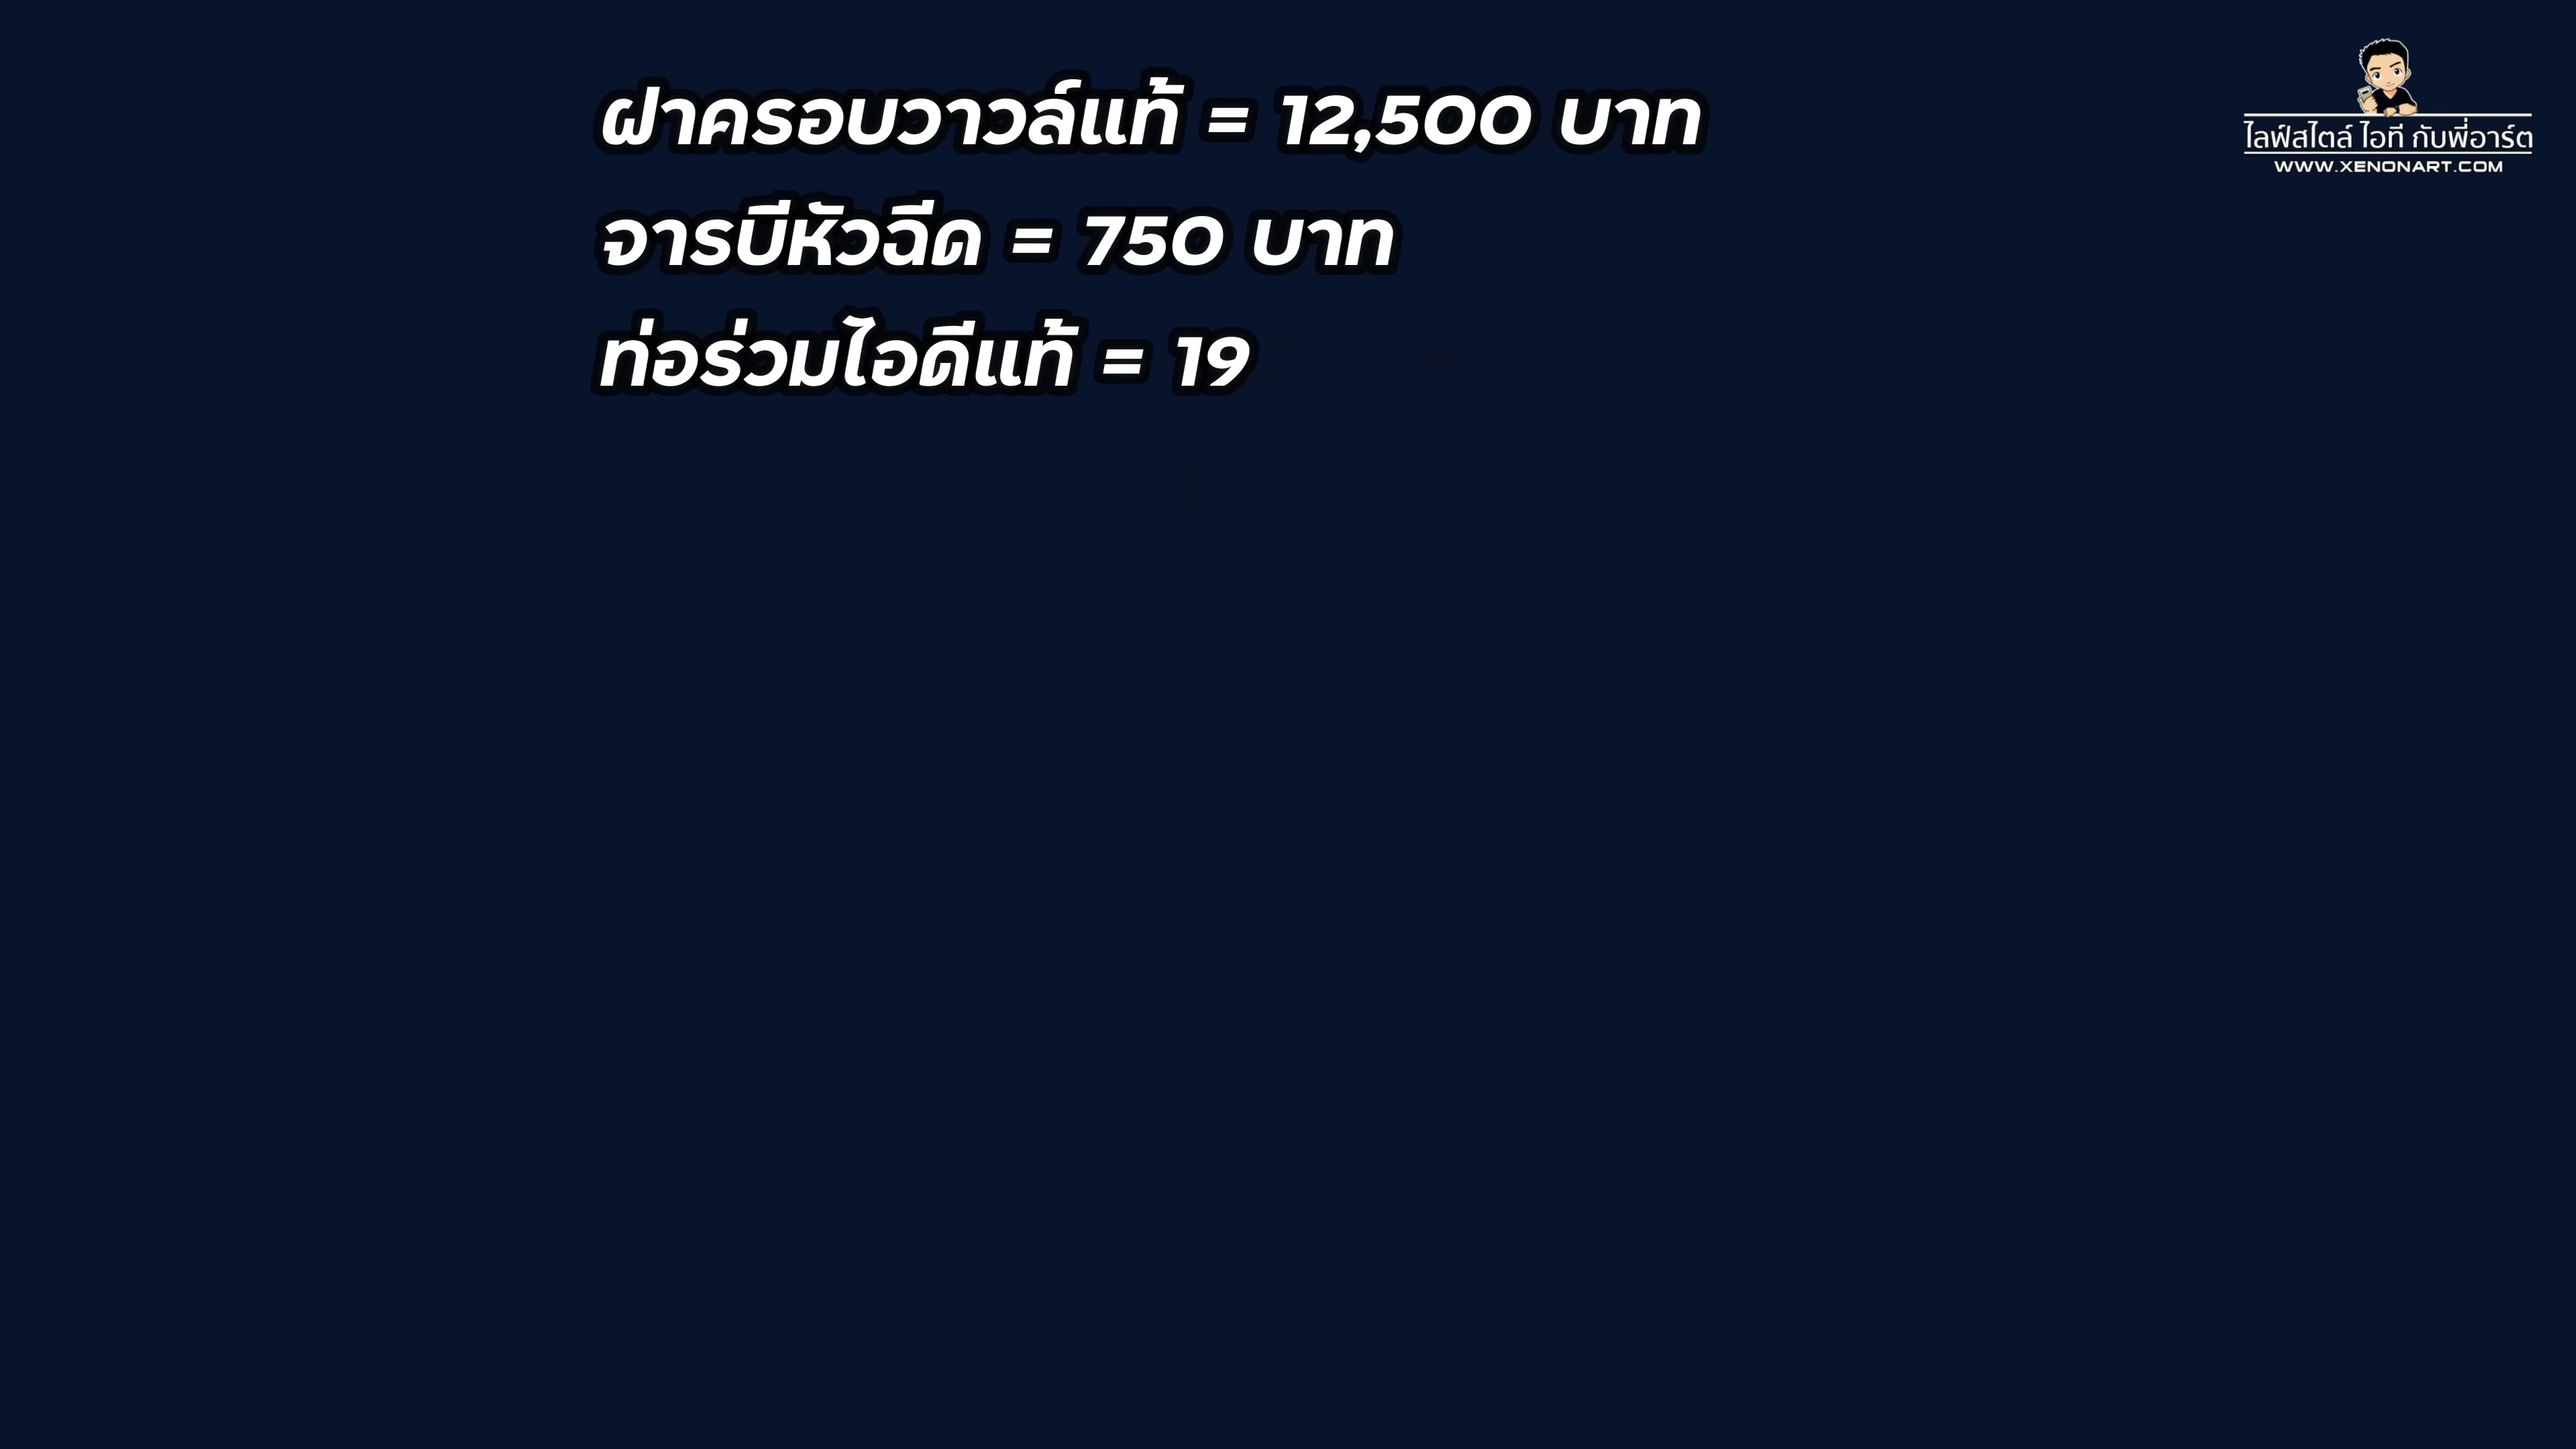 ฝาครอบวาวล์แท้ = 12,500 บาท
จารบีหัวฉีด = 750 บาท
ท่อร่วมไอดีแท้ = 19
ไลฟ์สไตล์ ไอที กับพี่อาร์ต
WWW.XENONART.COM